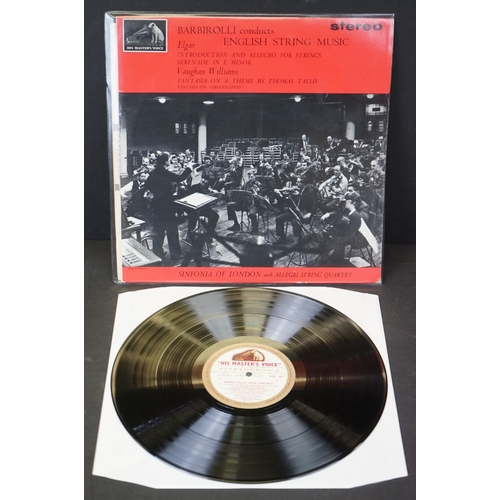 HIS MASTER'S VOICE
BARBIROLLI conducts
ENGLISH STRING MUSIC
stereo
Elgar
INTRODUCTION AND ALLEGRO FOR STRINGS
SERENADE IN E MINOR
Vaughan Williams
FANTASIA ON A THEME BY THOMAS TALLIS
FANTASIA ON 'GREENSLEEVES'
SINFONIA OF LONDON with ALLEGRI STRING QUARTET
"HIS MASTER'S VOICE"